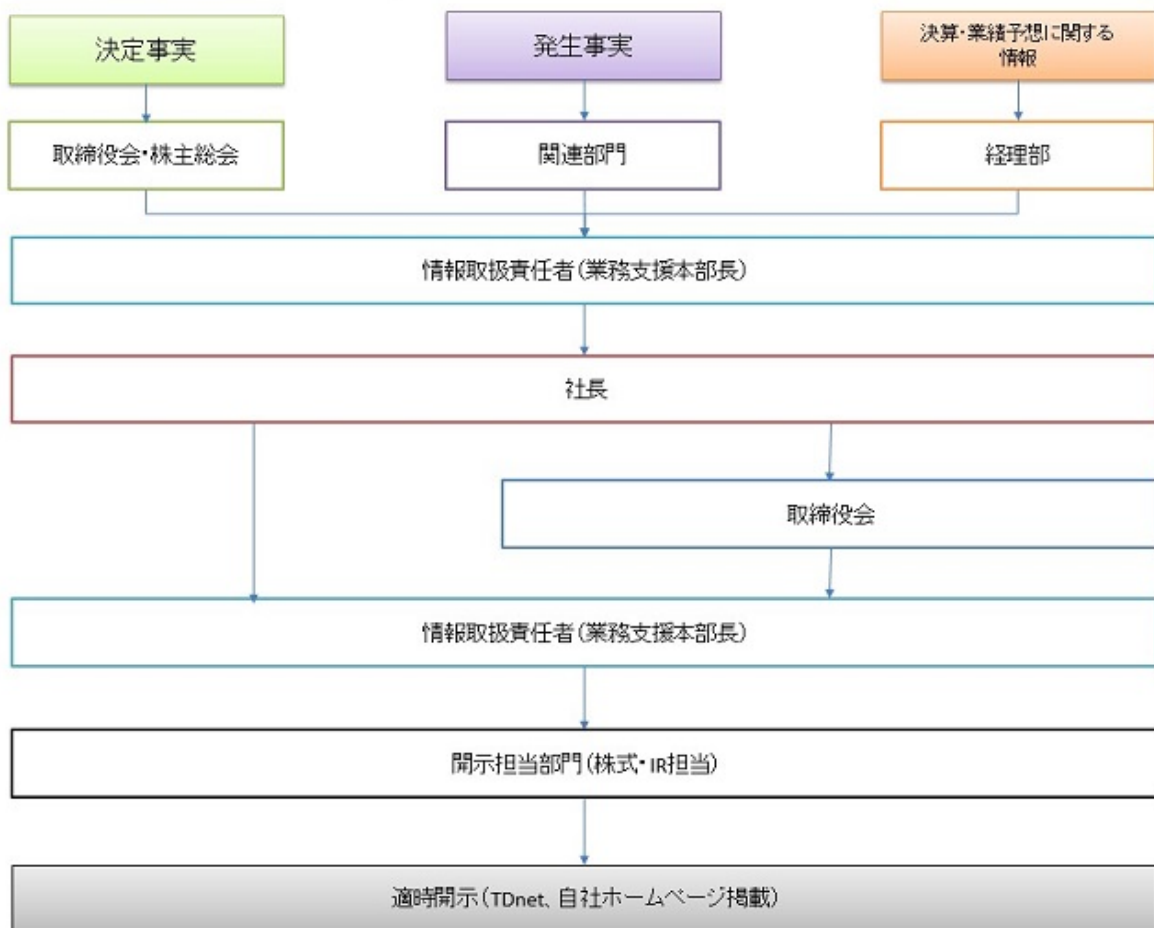 決定事実
発生事実
決算・業績予想に関する
情報
取締役会・株主総会
関連部門
経理部
情報取扱責任者(業務支援本部長)
社長
取締役会
情報取扱責任者(業務支援本部長)
開示担当部門(株式・IR担当)
適時開示(TDnet、自社ホームページ掲載)